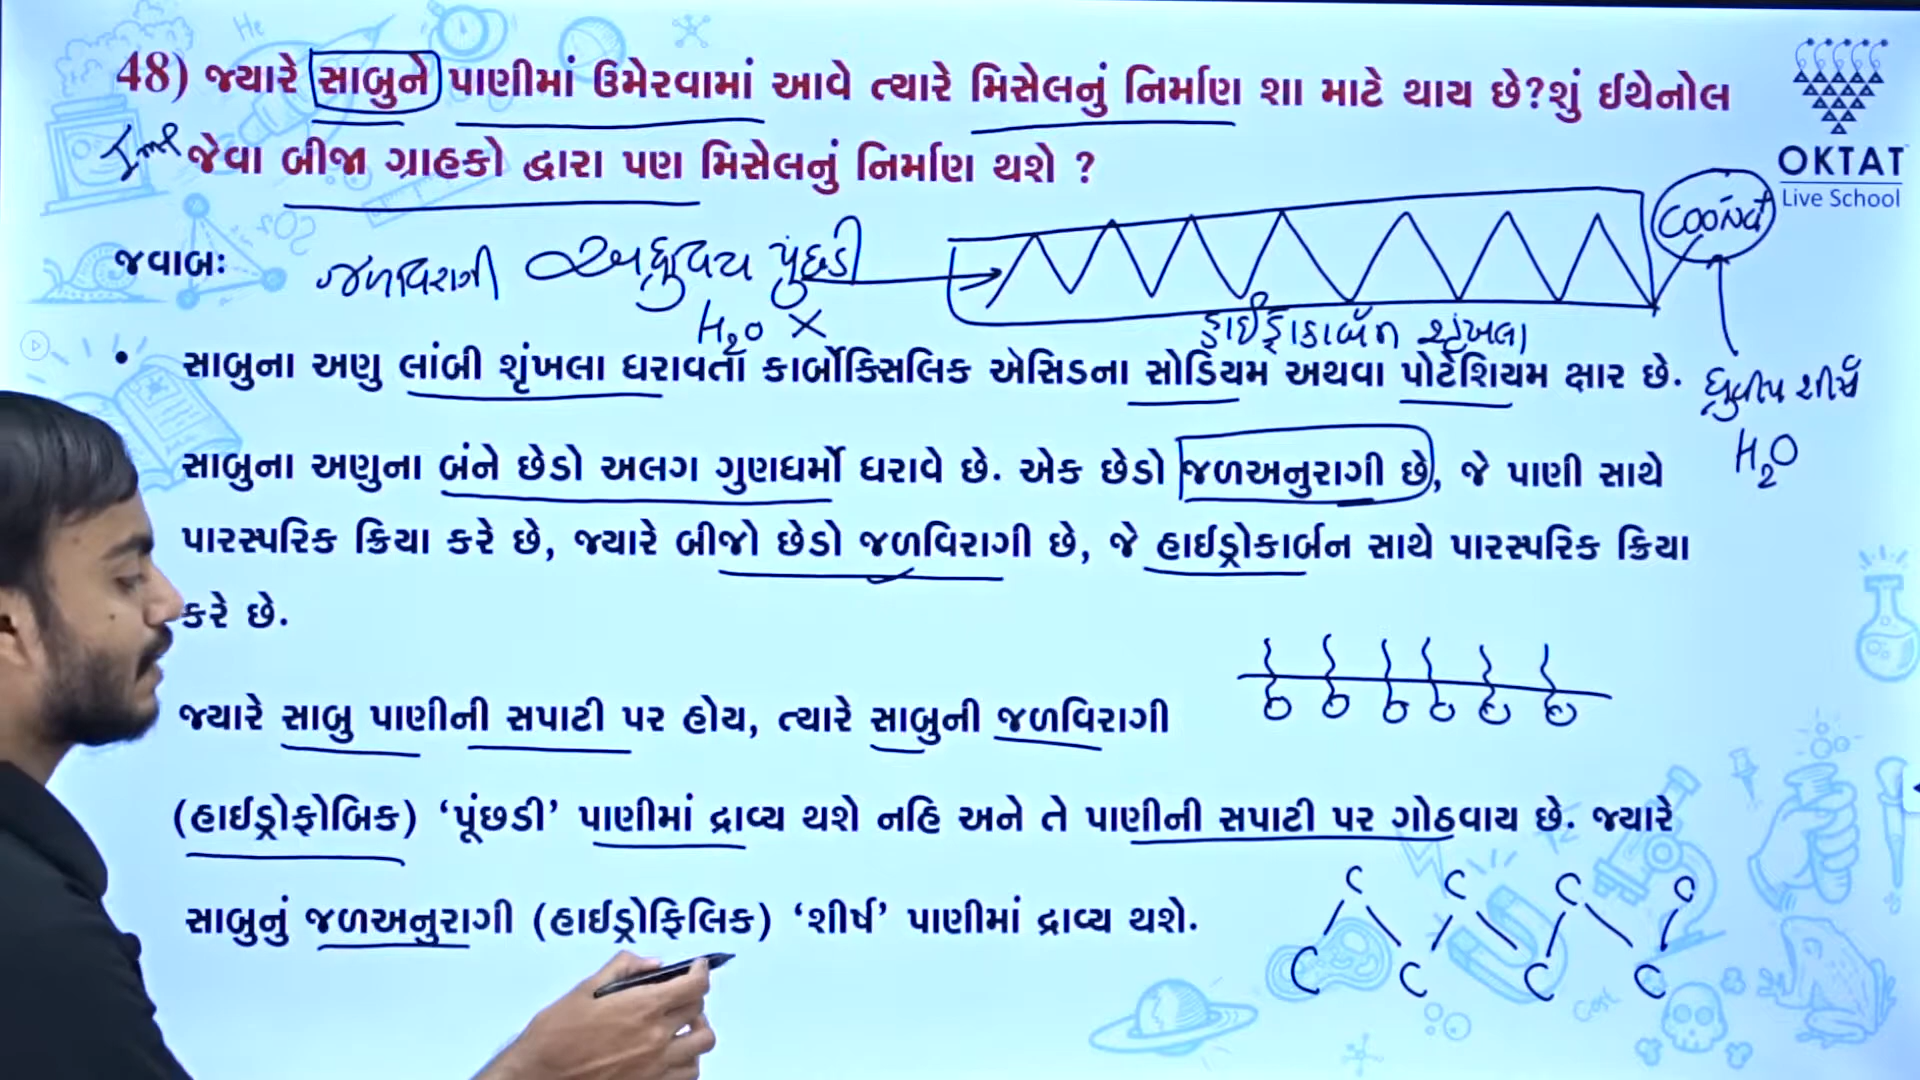 48) જ્યારે સાબુને પાણીમાં ઉમેરવામાં આવે ત્યારે મિસેલનું નિર્માણ શા માટે થાય છે?શું ઈથેનોલ
Imp જેવા બીજા ગ્રાહકો દ્વારા પણ મિસેલનું નિર્માણ થશે ?
OKTAT
Live School
COONa+
જવાબઃ
જળવિરાગી
અધ્રુવિય પુંછડી
H2O ×
હાઈડ્રોકાર્બન શૃંખલા
• સાબુના અણુ લાંબી શૃંખલા ધરાવતાં કાર્બોક્સિલિક એસિડના સોડિયમ અથવા પોટેશિયમ ક્ષાર છે.
ધ્રુવીય શીર્ષ
H2O
સાબુના અણુના બંને છેડો અલગ ગુણધર્મો ધરાવે છે. એક છેડો જળઅનુરાગી છે, જે પાણી સાથે
પારસ્પરિક ક્રિયા કરે છે, જ્યારે બીજો છેડો જળવિરાગી છે, જે હાઈડ્રોકાર્બન સાથે પારસ્પરિક ક્રિયા
કરે છે.
જ્યારે સાબુ પાણીની સપાટી પર હોય, ત્યારે સાબુની જળવિરાગી
(હાઈડ્રોફોબિક) ‘પૂંછડી’ પાણીમાં દ્રાવ્ય થશે નહિ અને તે પાણીની સપાટી પર ગોઠવાય છે. જ્યારે
સાબુનું જળઅનુરાગી (હાઈડ્રોફિલિક) ‘શીર્ષ’ પાણીમાં દ્રાવ્ય થશે.
C C C C
C C C C